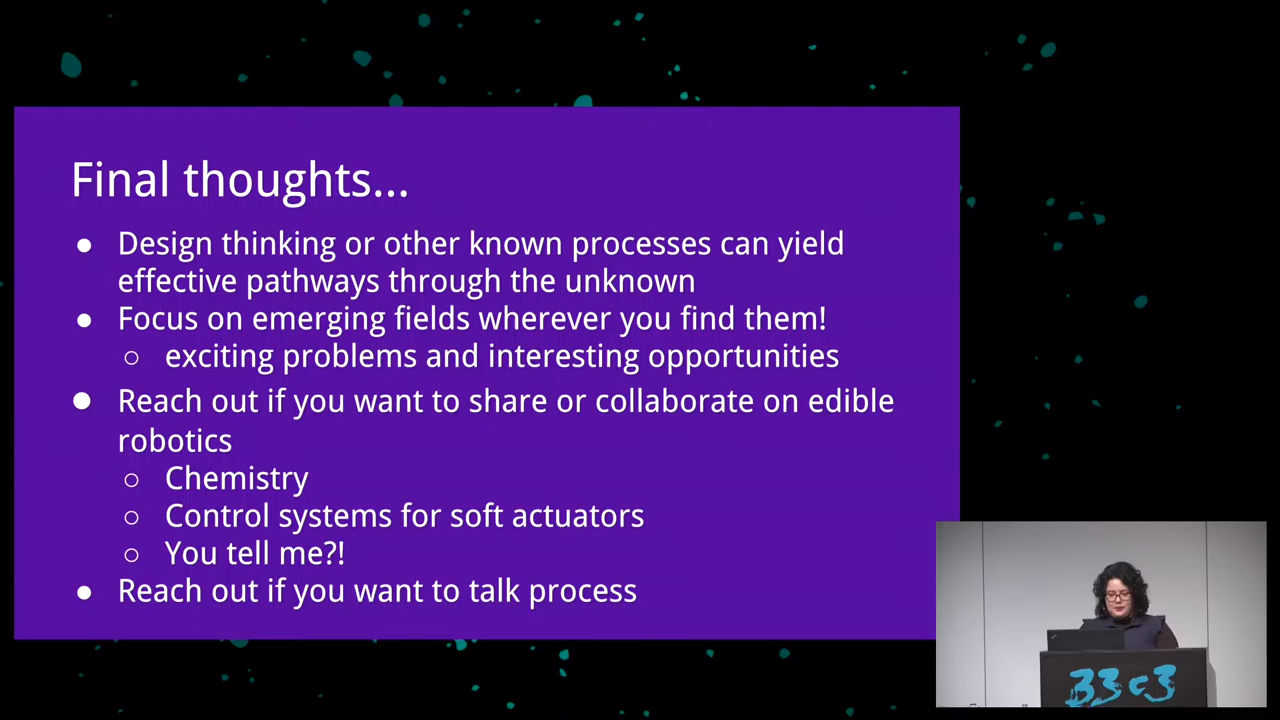 Final thoughts...
● Design thinking or other known processes can yield
effective pathways through the unknown
● Focus on emerging fields wherever you find them!
○ exciting problems and interesting opportunities
● Reach out if you want to share or collaborate on edible
robotics
○ Chemistry
○ Control systems for soft actuators
○ You tell me?!
● Reach out if you want to talk process
33c3